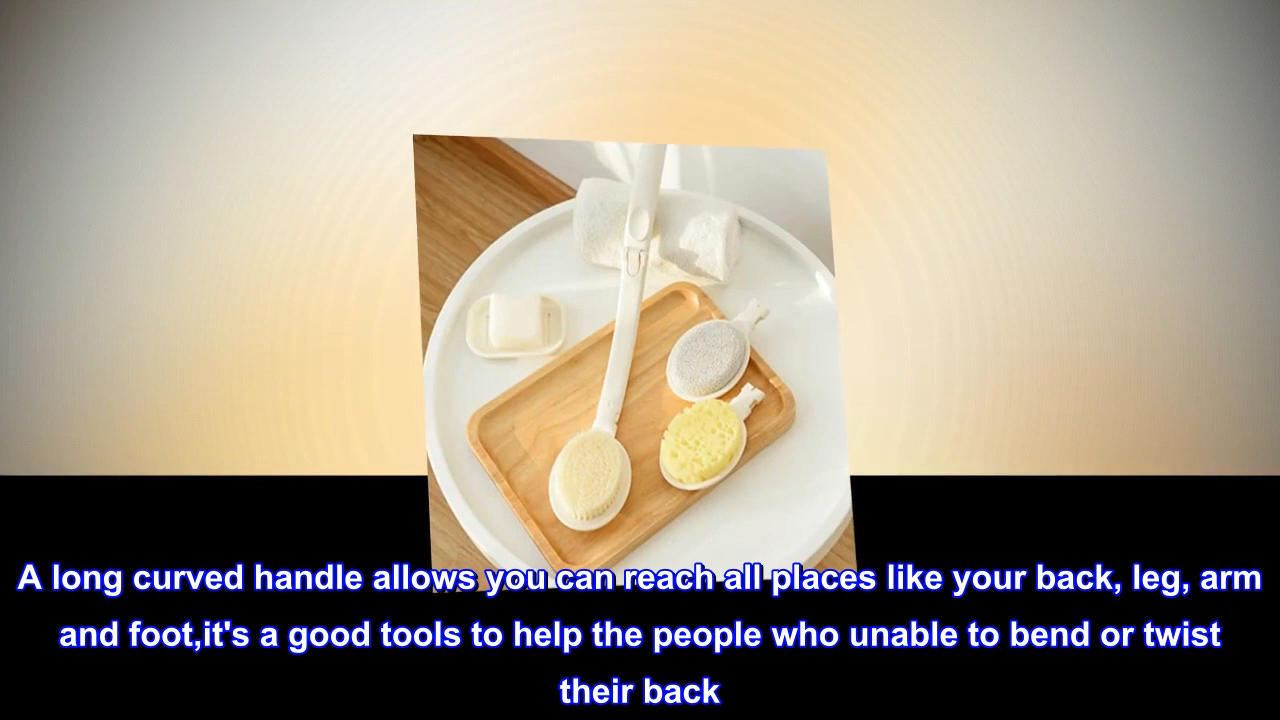 A long curved handle allows you can reach all places like your back, leg, arm
and foot,it's a good tools to help the people who unable to bend or twist
their back